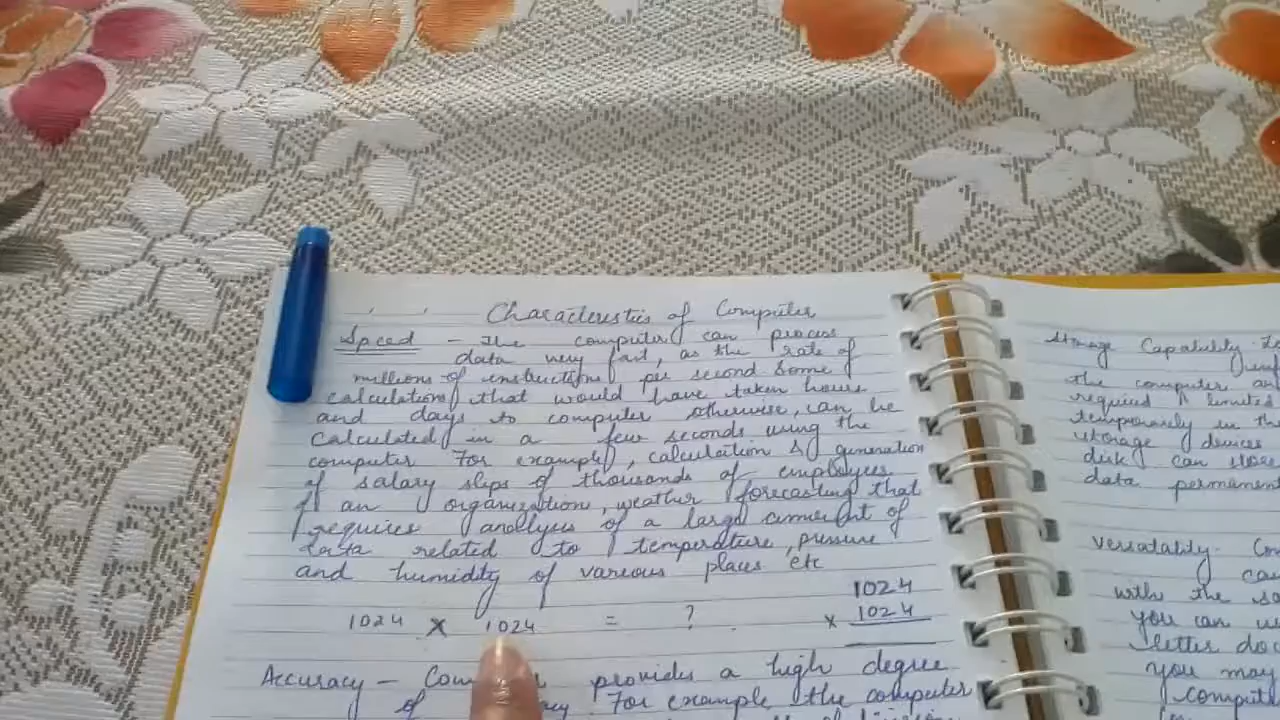 Characteristics of Computer
Speed - The computer can process
data very fast, as the rate of
millions of instructions per second some
calculations that would have taken hours
and days to computer otherwise, can be
calculated in a few seconds using the
computer For example, calculation & generation
of salary slips of thousands of employees
of an organization, weather forecasting that
requires analysis of a large amount of
data related to temperature, pressure
and humidity of various places etc
1024 × 1024 = ?
1024
× 1024
Accuracy - provides a high degree
of For example the computer
Storage Capability
the computer
required limited
temporarily in the
storage devices
disk can store
data permanent
Versatality.
with the
you can
letter
you may